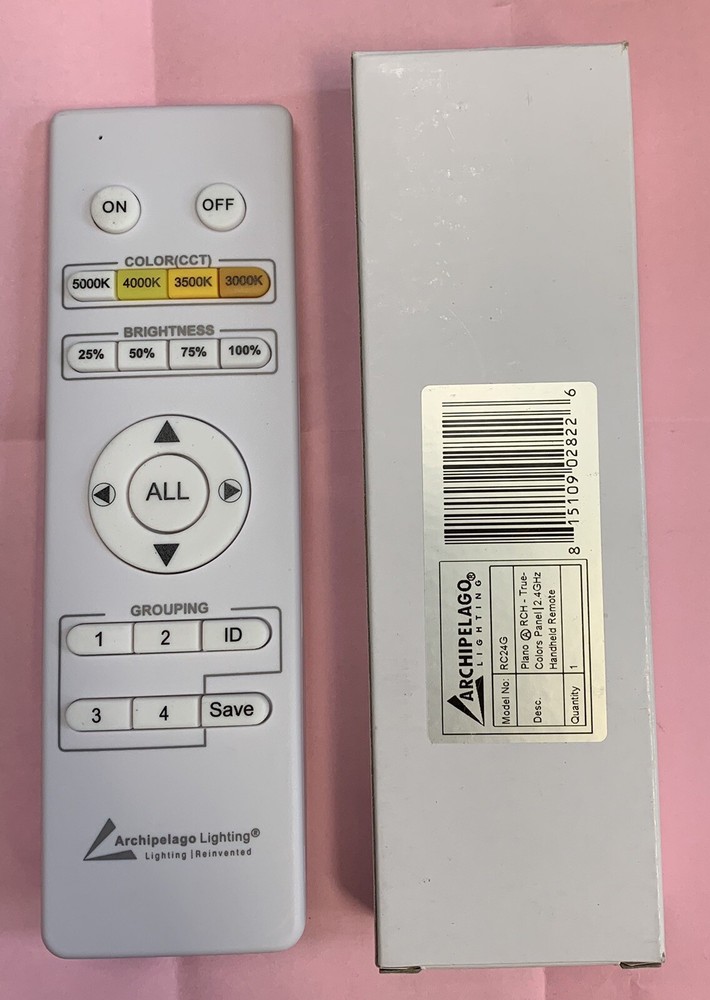 ON OFF
COLOR(CCT)
5000K 4000K 3500K 3000K
BRIGHTNESS
25% 50% 75% 100%
ALL
GROUPING
1 2 ID
3 4 Save
Archipelago Lighting®
Lighting | Reinvented
8 15109 02822 6
ARCHIPELAGO®
LIGHTING
Model No: RC24G
Desc. Plano Ⓐ RCH - True-
Colors Panel | 2.4GHz
Handheld Remote
Quantity 1